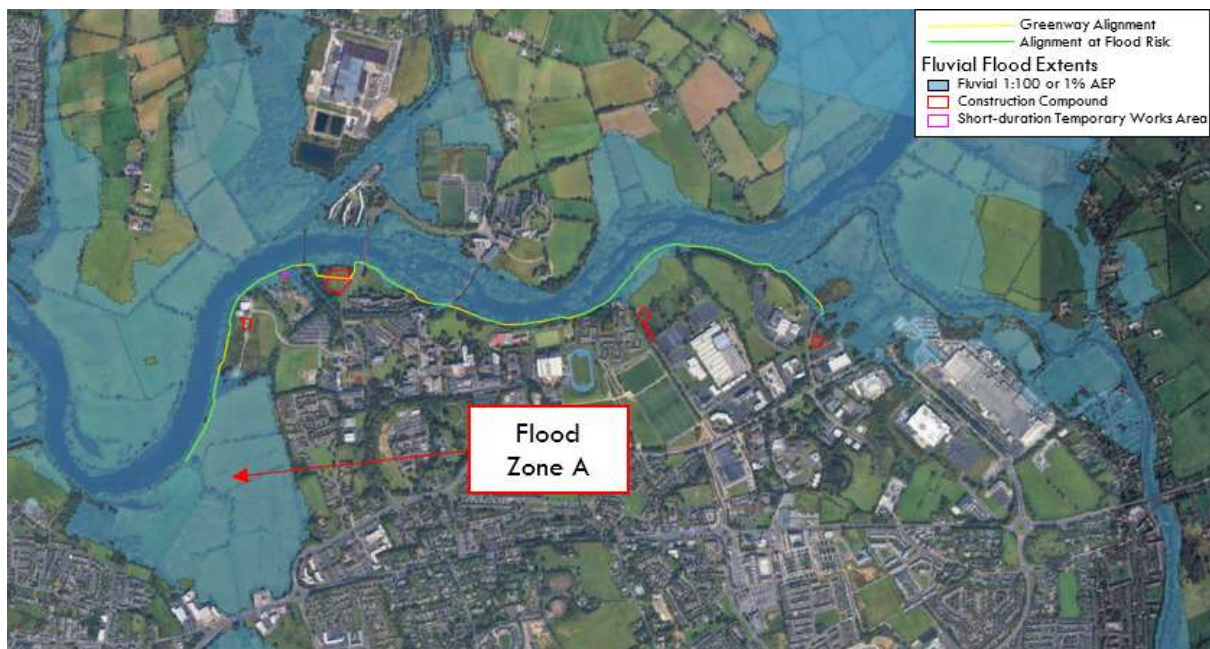 Greenway Alignment
Alignment at Flood Risk
Fluvial Flood Extents
Fluvial 1:100 or 1% AEP
Construction Compound
Short-duration Temporary Works Area
Flood
Zone A